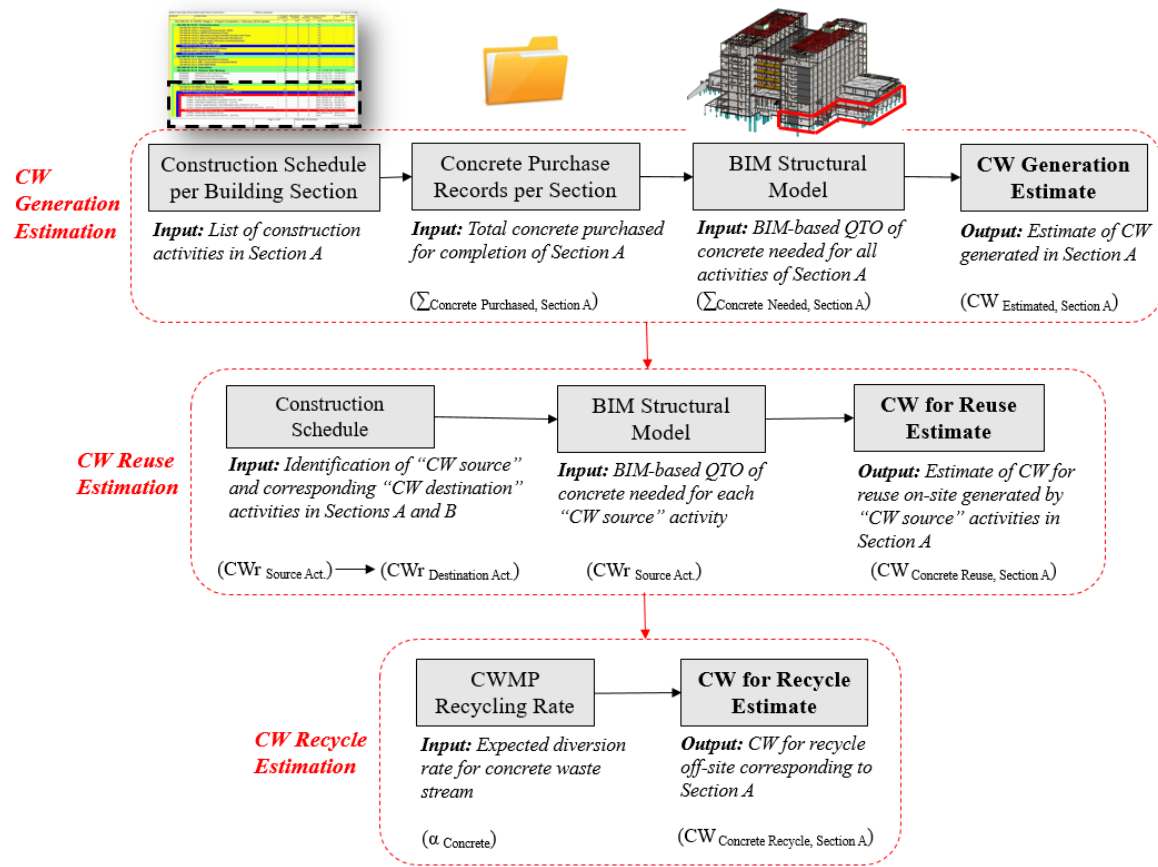 CW
Generation
Estimation
Construction Schedule
per Building Section
Input: List of construction
activities in Section A
Concrete Purchase
Records per Section
Input: Total concrete purchased
for completion of Section A
(∑Concrete Purchased, Section A)
BIM Structural
Model
Input: BIM-based QTO of
concrete needed for all
activities of Section A
(∑Concrete Needed, Section A)
CW Generation
Estimate
Output: Estimate of CW
generated in Section A
(CW Estimated, Section A)
CW Reuse
Estimation
Construction
Schedule
Input: Identification of “CW source”
and corresponding “CW destination”
activities in Sections A and B
(CWr Source Act.) → (CWr Destination Act.)
BIM Structural
Model
Input: BIM-based QTO of
concrete needed for each
“CW source” activity
(CWr Source Act.)
CW for Reuse
Estimate
Output: Estimate of CW for
reuse on-site generated by
“CW source” activities in
Section A
(CW Concrete Reuse, Section A)
CW Recycle
Estimation
CWMP
Recycling Rate
Input: Expected diversion
rate for concrete waste
stream
(α Concrete)
CW for Recycle
Estimate
Output: CW for recycle
off-site corresponding to
Section A
(CW Concrete Recycle, Section A)